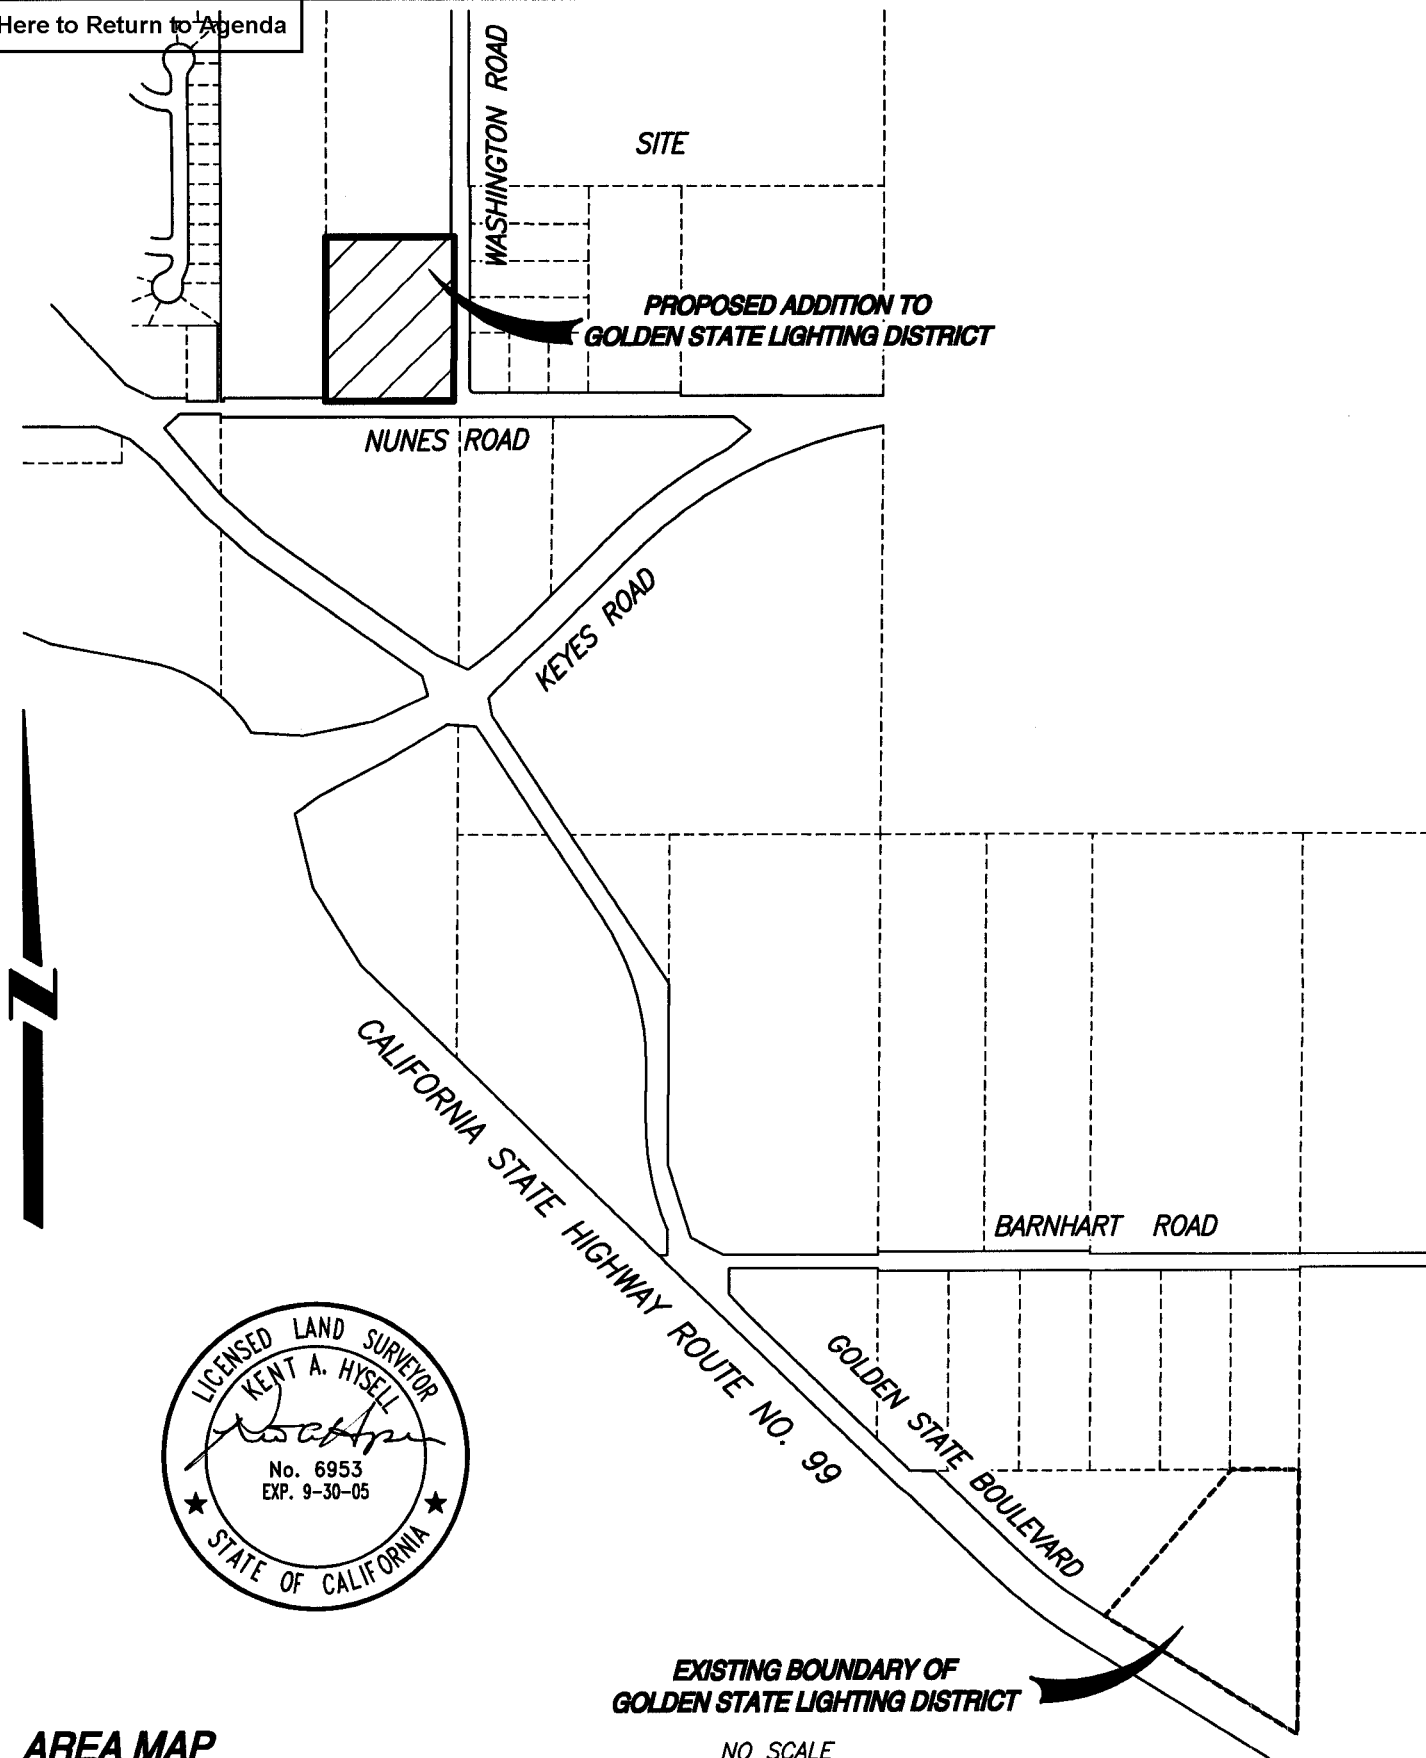 Here to Return to Agenda
WASHINGTON ROAD
SITE
PROPOSED ADDITION TO
GOLDEN STATE LIGHTING DISTRICT
NUNES ROAD
KEYES ROAD
N
CALIFORNIA STATE HIGHWAY ROUTE NO. 99
BARNHART ROAD
GOLDEN STATE BOULEVARD
LICENSED LAND SURVEYOR
KENT A. HYSELL
No. 6953
EXP. 9-30-05
STATE OF CALIFORNIA
EXISTING BOUNDARY OF
GOLDEN STATE LIGHTING DISTRICT
AREA MAP
NO SCALE